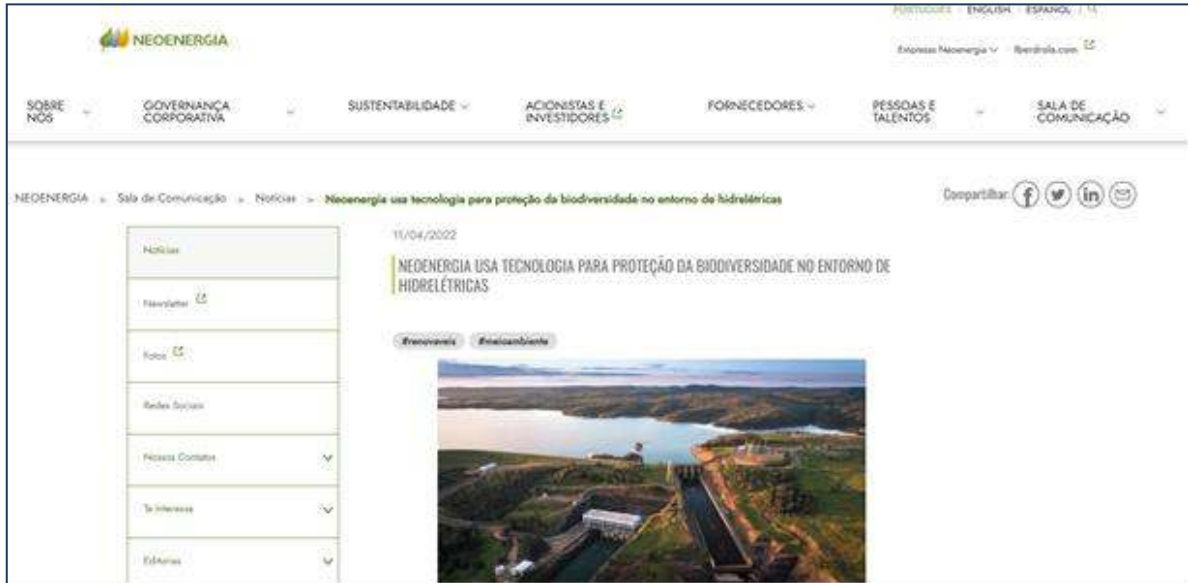 PORTUGUÊS ENGLISH ESPAÑOL
NEOENERGIA
Empresas Neoenergia
Iberdrola.com
SOBRE NÓS
GOVERNANÇA CORPORATIVA
SUSTENTABILIDADE
ACIONISTAS E INVESTIDORES
FORNECEDORES
PESSOAS E TALENTOS
SALA DE COMUNICAÇÃO
NEOENERGIA » Sala de Comunicação » Notícias » Neoenergia usa tecnologia para proteção da biodiversidade no entorno de hidrelétricas
Compartilhar:
Notícias
Newsletter
Fotos
Redes Sociais
Nossos Contatos
Te interessa
Editorias
11/04/2022
NEOENERGIA USA TECNOLOGIA PARA PROTEÇÃO DA BIODIVERSIDADE NO ENTORNO DE
HIDRELÉTRICAS
#renovaveis #meioambiente